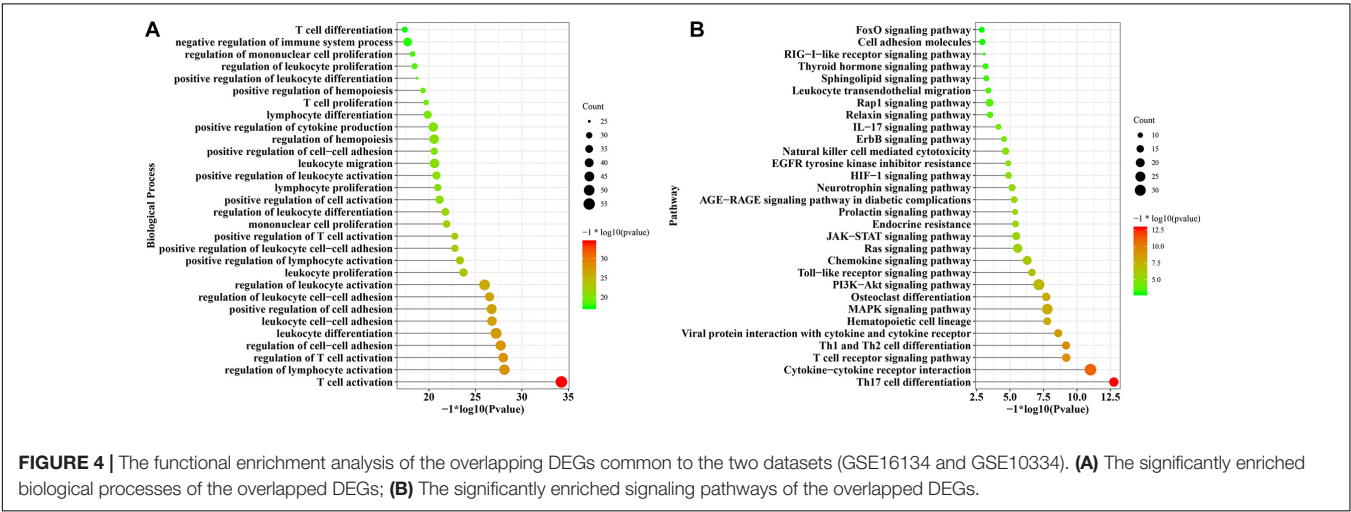 A
Biological Process
T cell differentiation
negative regulation of immune system process
regulation of mononuclear cell proliferation
regulation of leukocyte proliferation
positive regulation of leukocyte differentiation
positive regulation of hemopoiesis
T cell proliferation
lymphocyte differentiation
positive regulation of cytokine production
regulation of hemopoiesis
positive regulation of cell−cell adhesion
leukocyte migration
positive regulation of leukocyte activation
lymphocyte proliferation
positive regulation of cell activation
regulation of leukocyte differentiation
mononuclear cell proliferation
positive regulation of T cell activation
positive regulation of leukocyte cell−cell adhesion
positive regulation of lymphocyte activation
leukocyte proliferation
regulation of leukocyte activation
regulation of leukocyte cell−cell adhesion
positive regulation of cell adhesion
leukocyte cell−cell adhesion
leukocyte differentiation
regulation of cell−cell adhesion
regulation of T cell activation
regulation of lymphocyte activation
T cell activation
20 25 30 35
−1*log10(Pvalue)
Count
25
30
35
40
45
50
55
−1 * log10(pvalue)
30
25
20
B
Pathway
FoxO signaling pathway
Cell adhesion molecules
RIG−I−like receptor signaling pathway
Thyroid hormone signaling pathway
Sphingolipid signaling pathway
Leukocyte transendothelial migration
Rap1 signaling pathway
Relaxin signaling pathway
IL−17 signaling pathway
ErbB signaling pathway
Natural killer cell mediated cytotoxicity
EGFR tyrosine kinase inhibitor resistance
HIF−1 signaling pathway
Neurotrophin signaling pathway
AGE−RAGE signaling pathway in diabetic complications
Prolactin signaling pathway
Endocrine resistance
JAK−STAT signaling pathway
Ras signaling pathway
Chemokine signaling pathway
Toll−like receptor signaling pathway
PI3K−Akt signaling pathway
Osteoclast differentiation
MAPK signaling pathway
Hematopoietic cell lineage
Viral protein interaction with cytokine and cytokine receptor
Th1 and Th2 cell differentiation
T cell receptor signaling pathway
Cytokine−cytokine receptor interaction
Th17 cell differentiation
2.5 5.0 7.5 10.0 12.5
−1*log10(Pvalue)
Count
10
15
20
25
30
−1 * log10(pvalue)
12.5
10.0
7.5
5.0
FIGURE 4 | The functional enrichment analysis of the overlapping DEGs common to the two datasets (GSE16134 and GSE10334). (A) The significantly enriched
biological processes of the overlapped DEGs; (B) The significantly enriched signaling pathways of the overlapped DEGs.